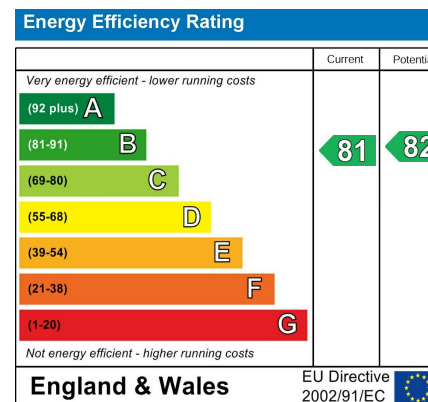 Energy Efficiency Rating
Current Potentia
Very energy efficient - lower running costs
(92 plus) A
(81-91) B
81 82
(69-80) C
(55-68) D
(39-54) E
(21-38) F
(1-20) G
Not energy efficient - higher running costs
England & Wales
EU Directive
2002/91/EC